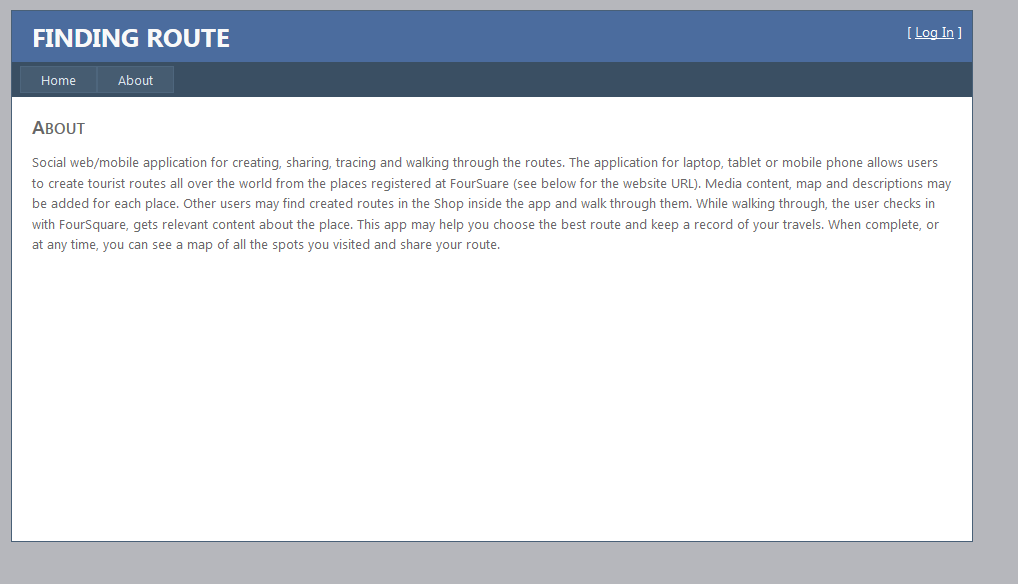 FINDING ROUTE
[ Log In ]
Home
About
ABOUT
Social web/mobile application for creating, sharing, tracing and walking through the routes. The application for laptop, tablet or mobile phone allows users
to create tourist routes all over the world from the places registered at FourSuare (see below for the website URL). Media content, map and descriptions may
be added for each place. Other users may find created routes in the Shop inside the app and walk through them. While walking through, the user checks in
with FourSquare, gets relevant content about the place. This app may help you choose the best route and keep a record of your travels. When complete, or
at any time, you can see a map of all the spots you visited and share your route.